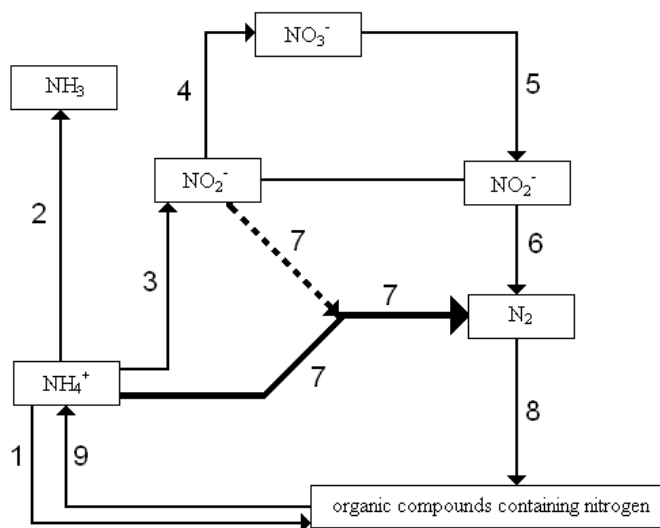 NO₃⁻
4
5
NH₃
NO₂⁻
NO₂⁻
2
7
6
3
7
N₂
7
NH₄⁺
8
1
9
organic compounds containing nitrogen